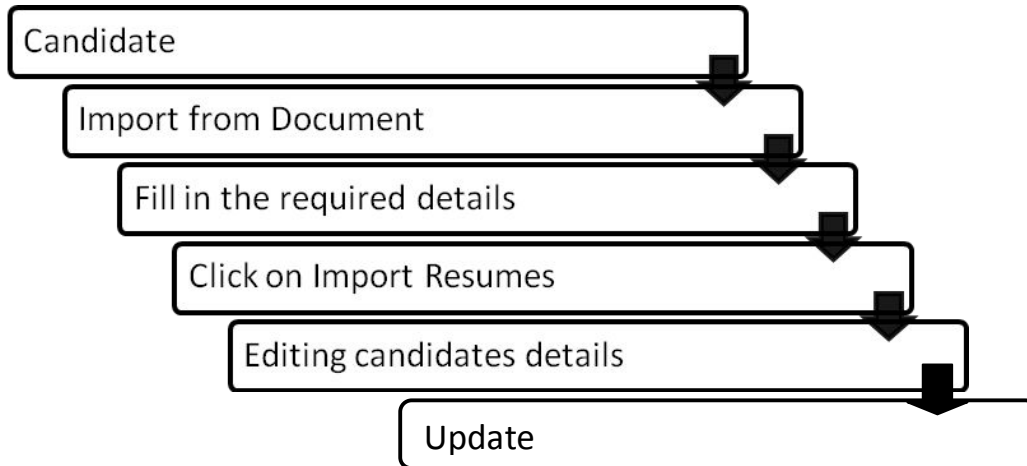 Candidate
Import from Document
Fill in the required details
Click on Import Resumes
Editing candidates details
Update